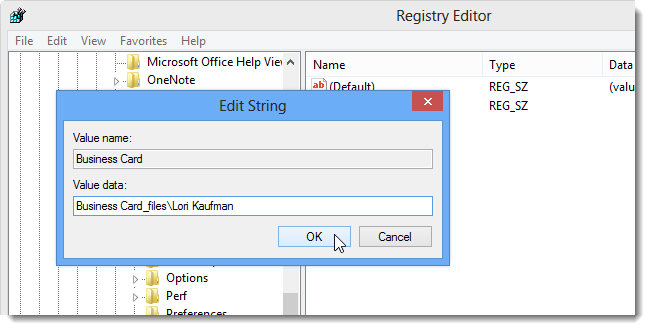 Registry Editor
File Edit View Favorites Help
Microsoft Office Help View
OneNote
Name Type Data
ab (Default) REG_SZ (valu
REG_SZ
Edit String
Value name:
Business Card
Value data:
Business Card_files\Lori Kaufman
OK Cancel
Options
Perf
Preferences